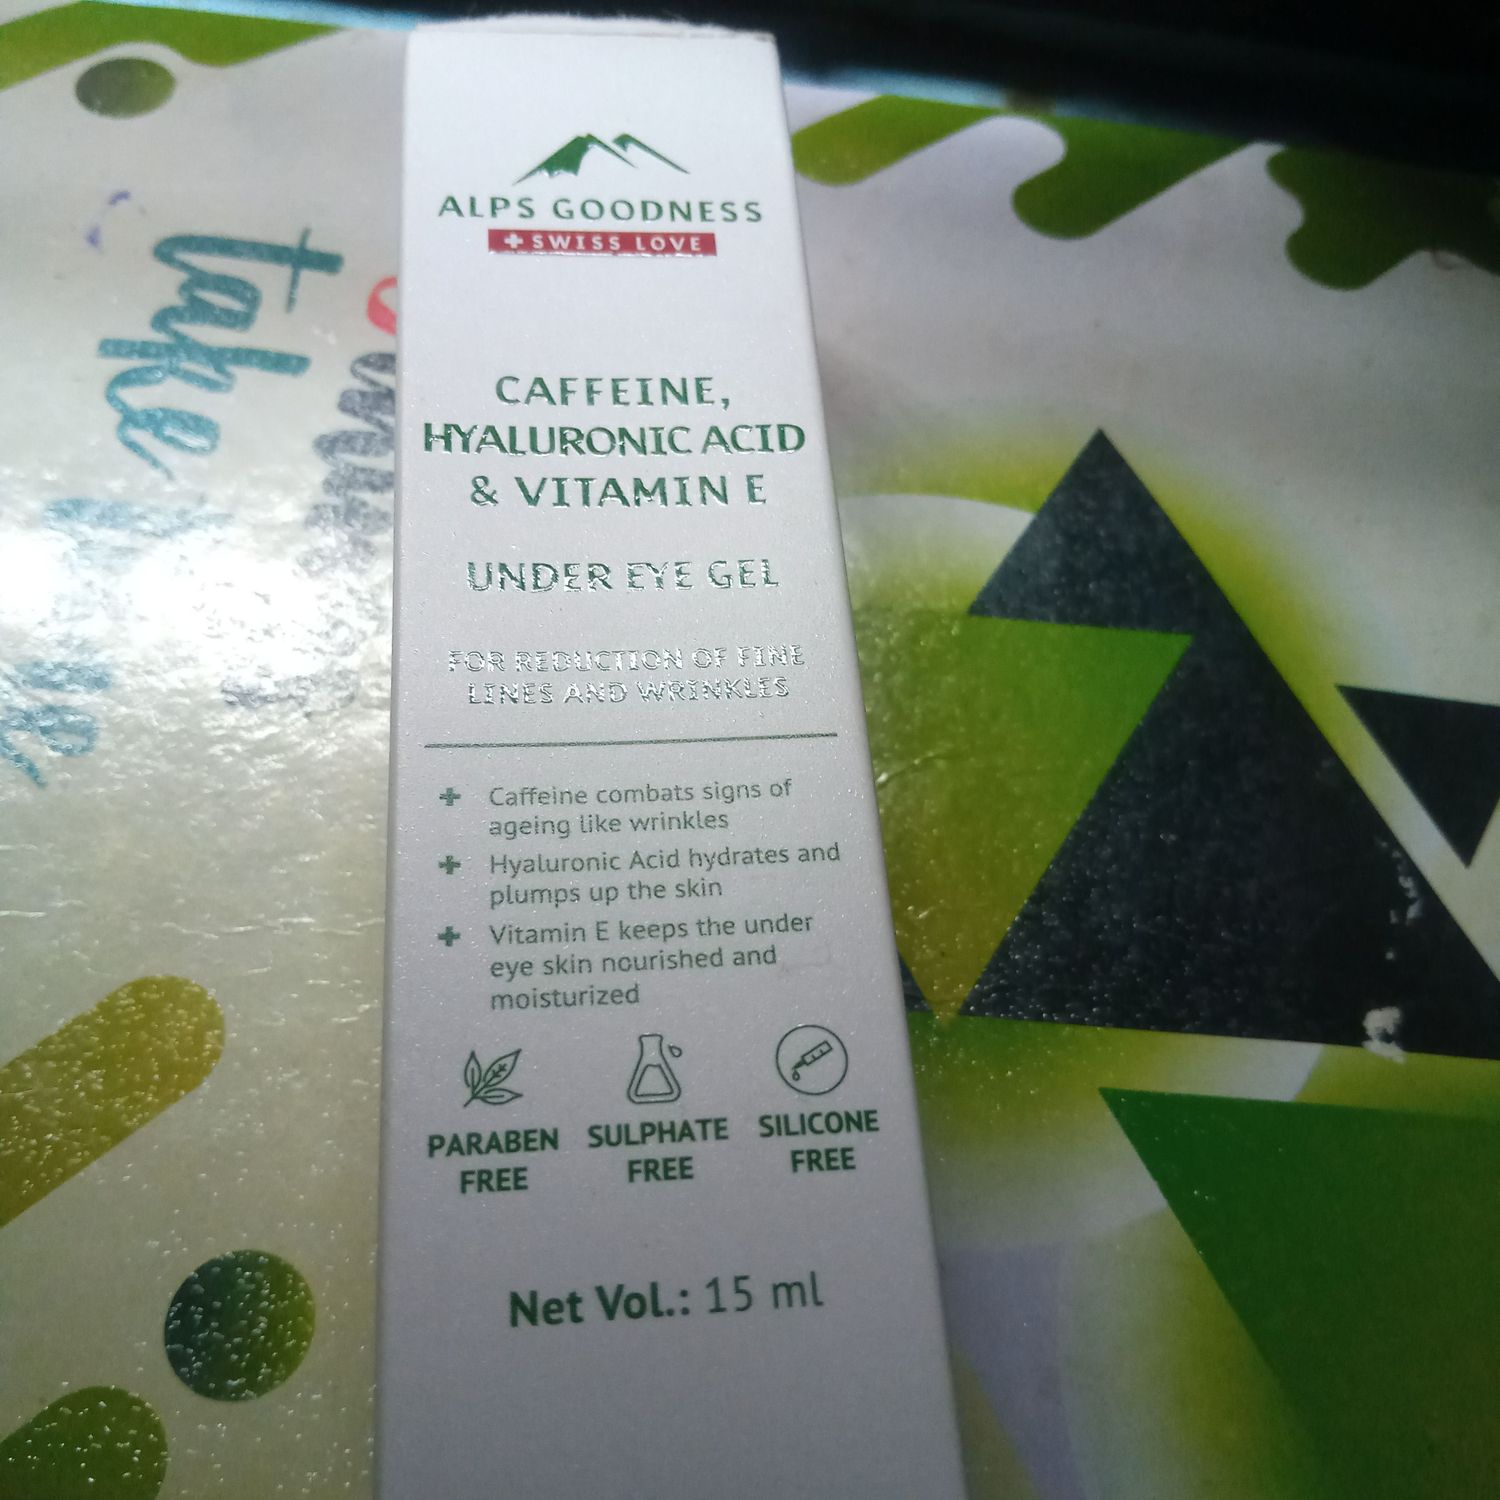 ALPS GOODNESS
+ SWISS LOVE
CAFFEINE,
HYALURONIC ACID
& VITAMIN E
UNDER EYE GEL
FOR REDUCTION OF FINE
LINES AND WRINKLES
+ Caffeine combats signs of
ageing like wrinkles
+ Hyaluronic Acid hydrates and
plumps up the skin
+ Vitamin E keeps the under
eye skin nourished and
moisturized
PARABEN
FREE
SULPHATE
FREE
SILICONE
FREE
Net Vol.: 15 ml
take